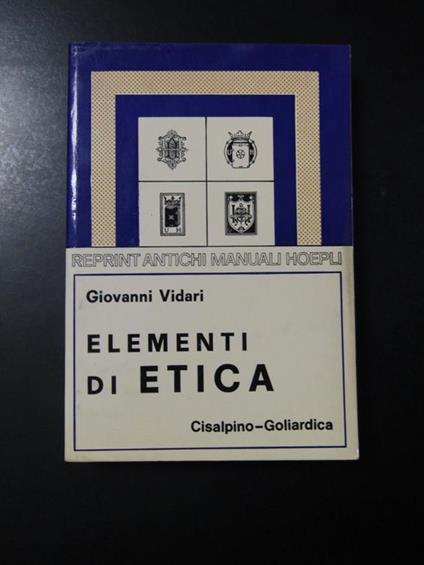 U H
REPRINT ANTICHI MANUALI HOEPLI
Giovanni Vidari
ELEMENTI
DI ETICA
Cisalpino–Goliardica